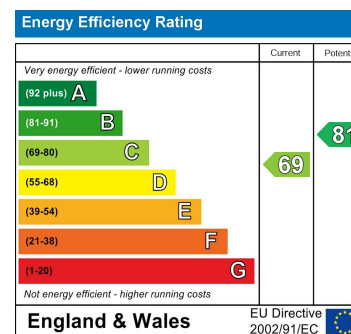 Energy Efficiency Rating
Current Potent
Very energy efficient - lower running costs
(92 plus) A
(81-91) B
81
(69-80) C
69
(55-68) D
(39-54) E
(21-38) F
(1-20) G
Not energy efficient - higher running costs
England & Wales
EU Directive
2002/91/EC